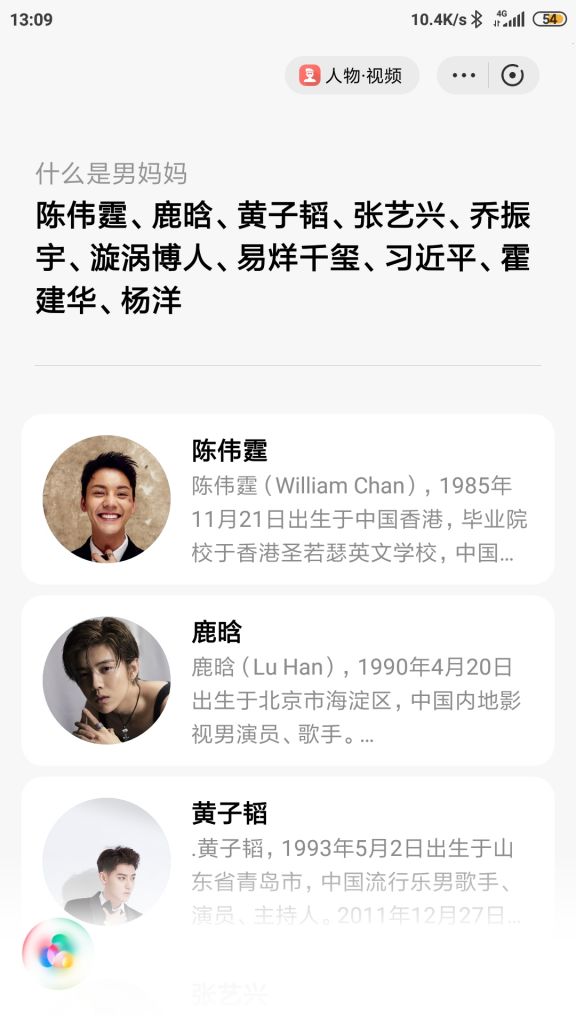 13:09
10.4K/s
4G
54
人物·视频
什么是男妈妈
陈伟霆、鹿晗、黄子韬、张艺兴、乔振
宇、漩涡博人、易烊千玺、习近平、霍
建华、杨洋
陈伟霆
陈伟霆（William Chan），1985年
11月21日出生于中国香港，毕业院
校于香港圣若瑟英文学校，中国...
鹿晗
鹿晗（Lu Han），1990年4月20日
出生于北京市海淀区，中国内地影
视男演员、歌手。...
黄子韬
.黄子韬，1993年5月2日出生于山
东省青岛市，中国流行乐男歌手、
演员、主持人。2011年12月27日...
张艺兴